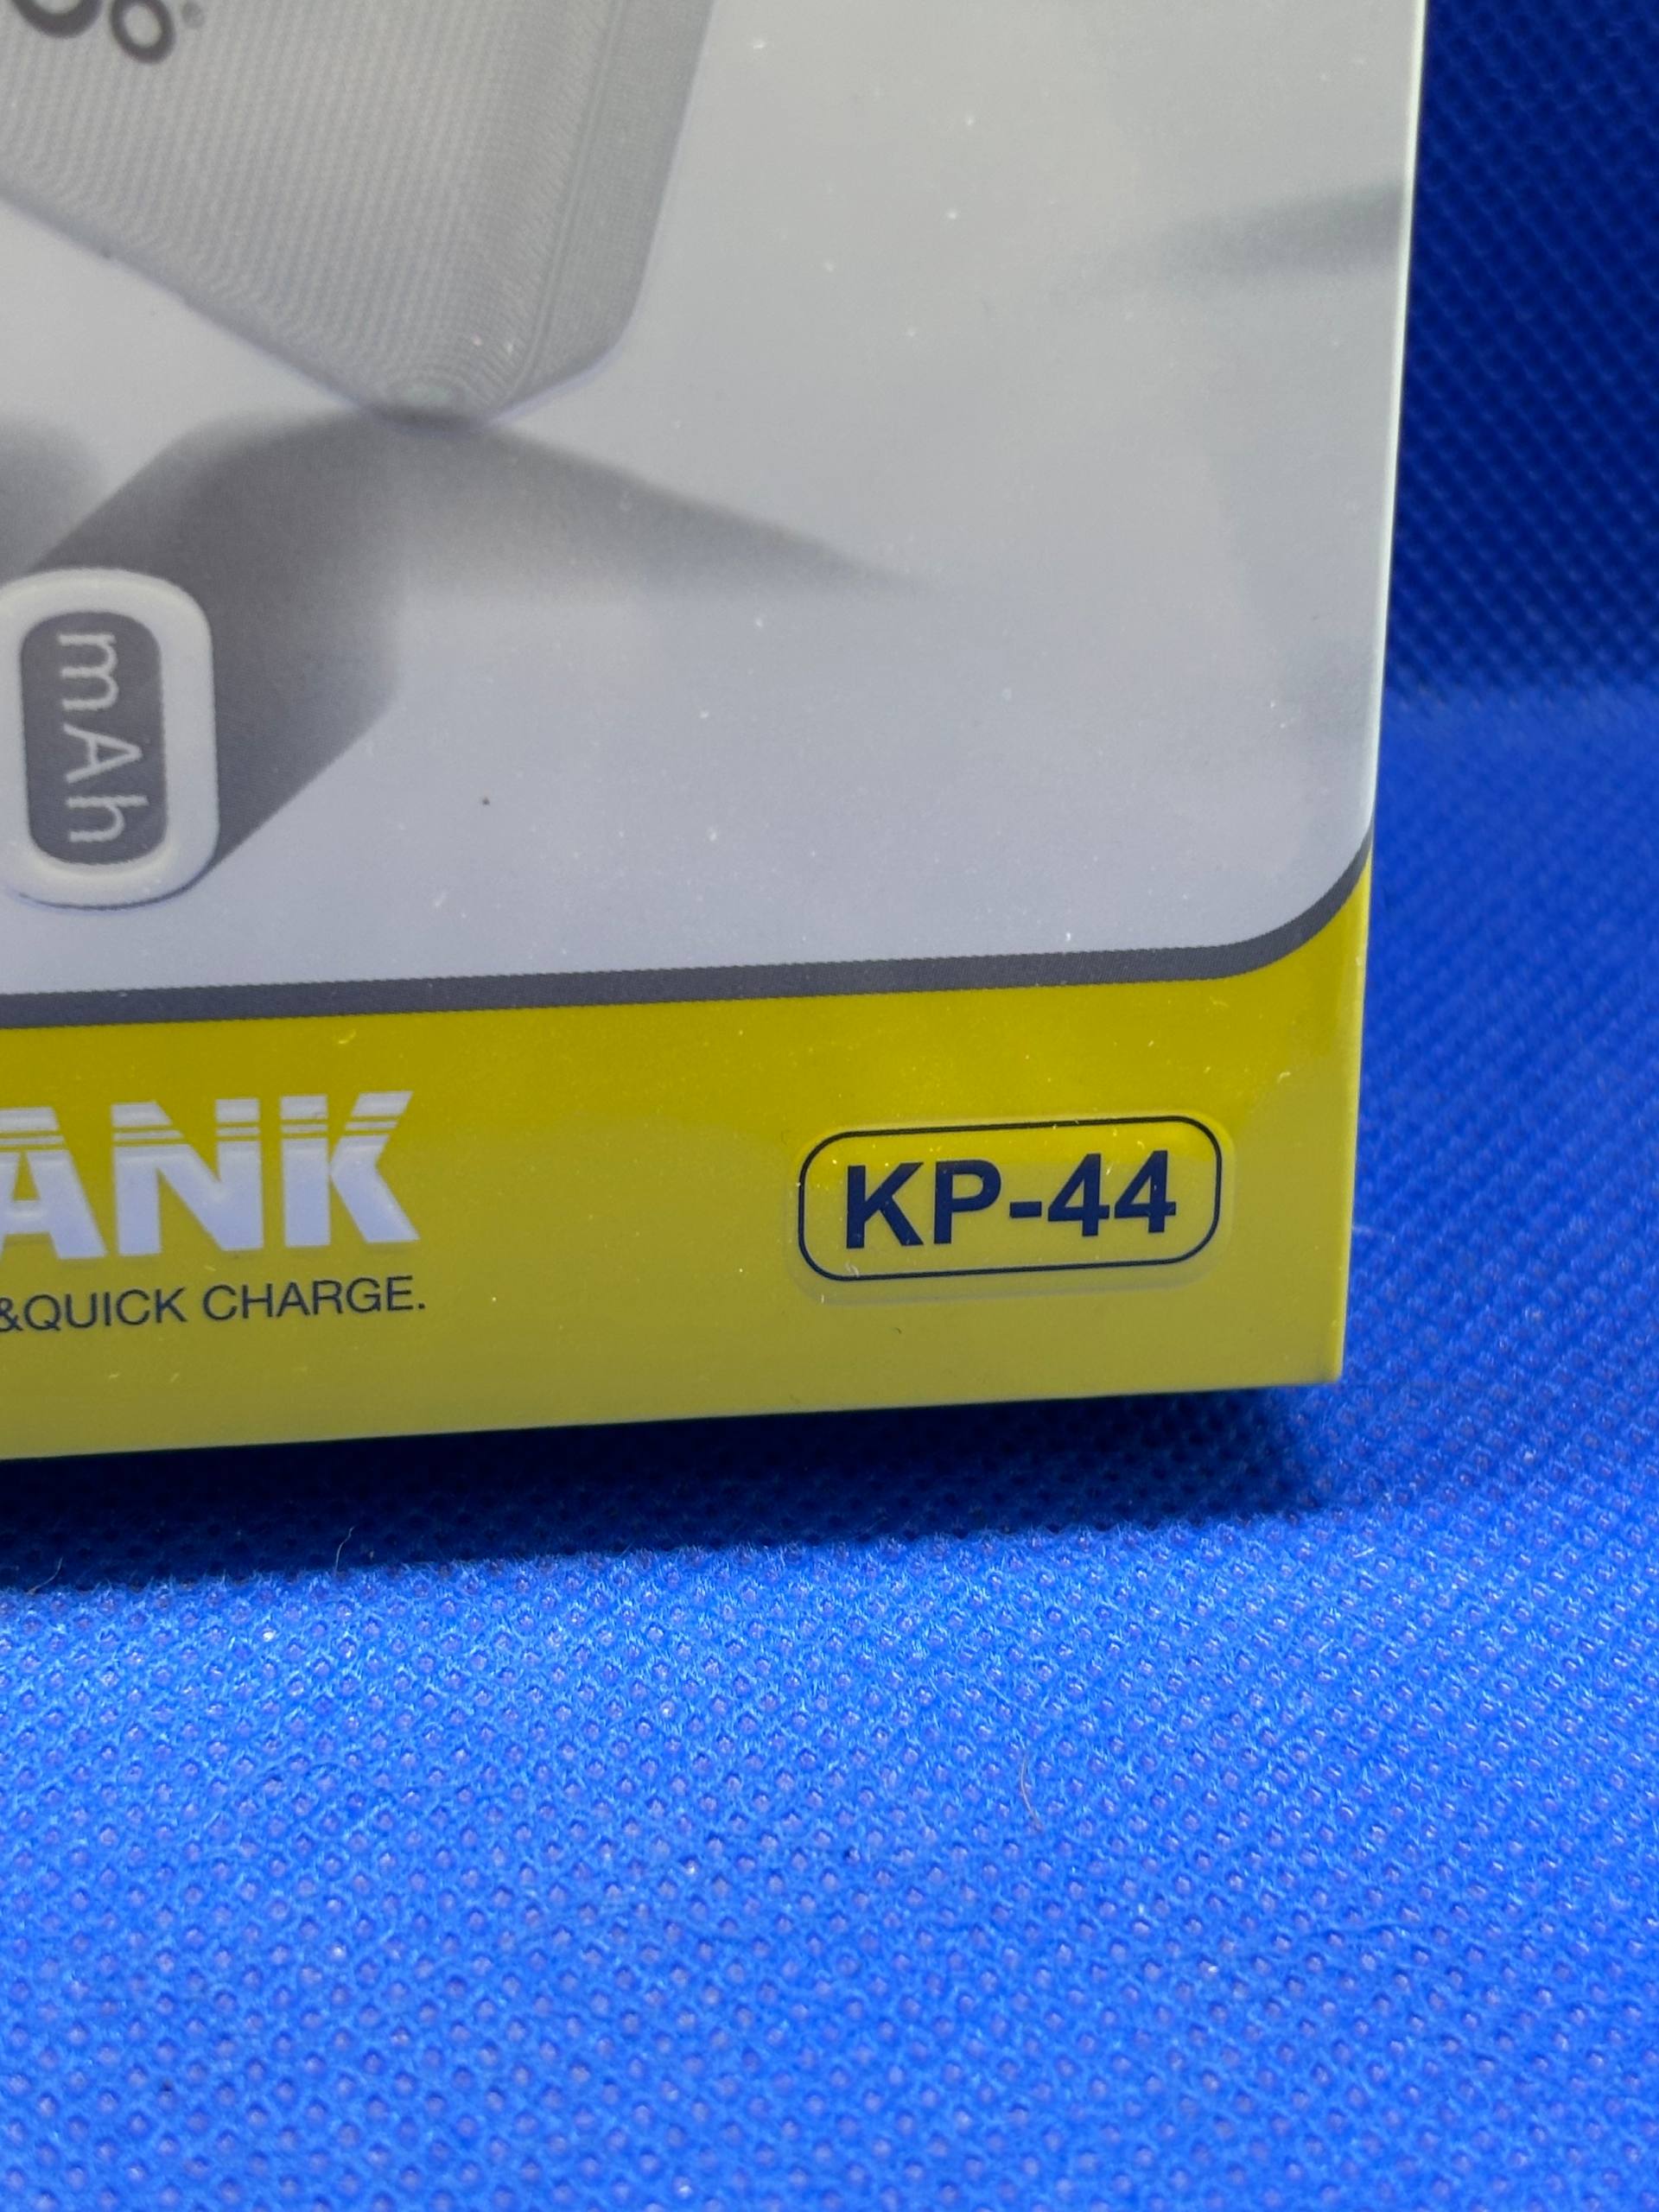 mAh
ANK
&QUICK CHARGE.
KP-44